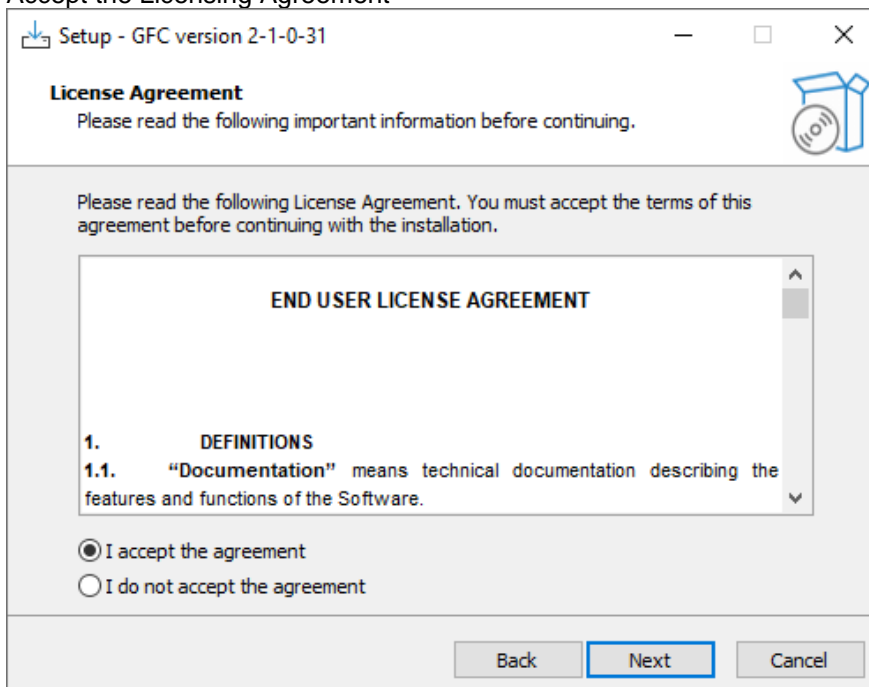 Accept the Licensing Agreement
Setup - GFC version 2-1-0-31
License Agreement
Please read the following important information before continuing.
Please read the following License Agreement. You must accept the terms of this
agreement before continuing with the installation.
END USER LICENSE AGREEMENT
1. DEFINITIONS
1.1. “Documentation” means technical documentation describing the
features and functions of the Software.
I accept the agreement
I do not accept the agreement
Back Next Cancel